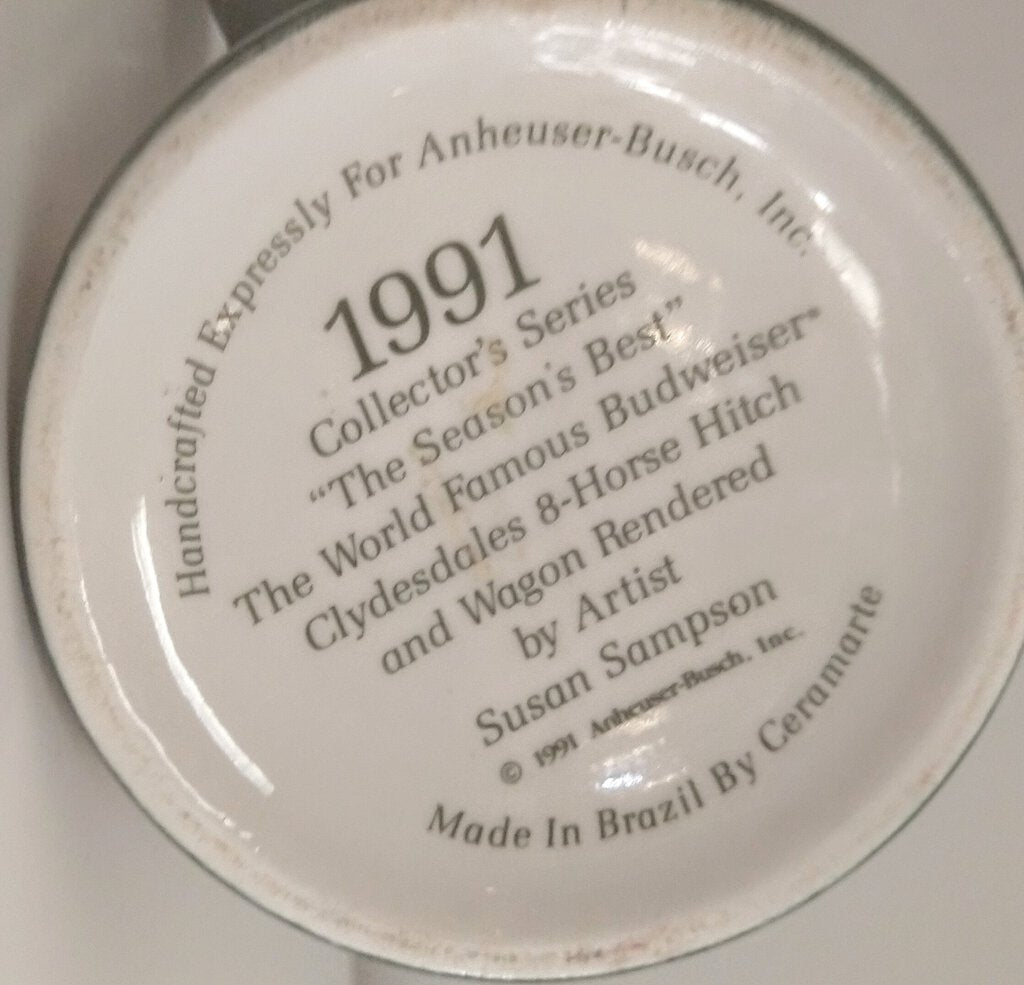 Handcrafted Expressly For Anheuser-Busch, Inc.
1991
Collector's Series
"The Season's Best"
The World Famous Budweiser®
Clydesdales 8-Horse Hitch
and Wagon Rendered
by Artist
Susan Sampson
© 1991 Anheuser-Busch, Inc.
Made In Brazil By Ceramarte